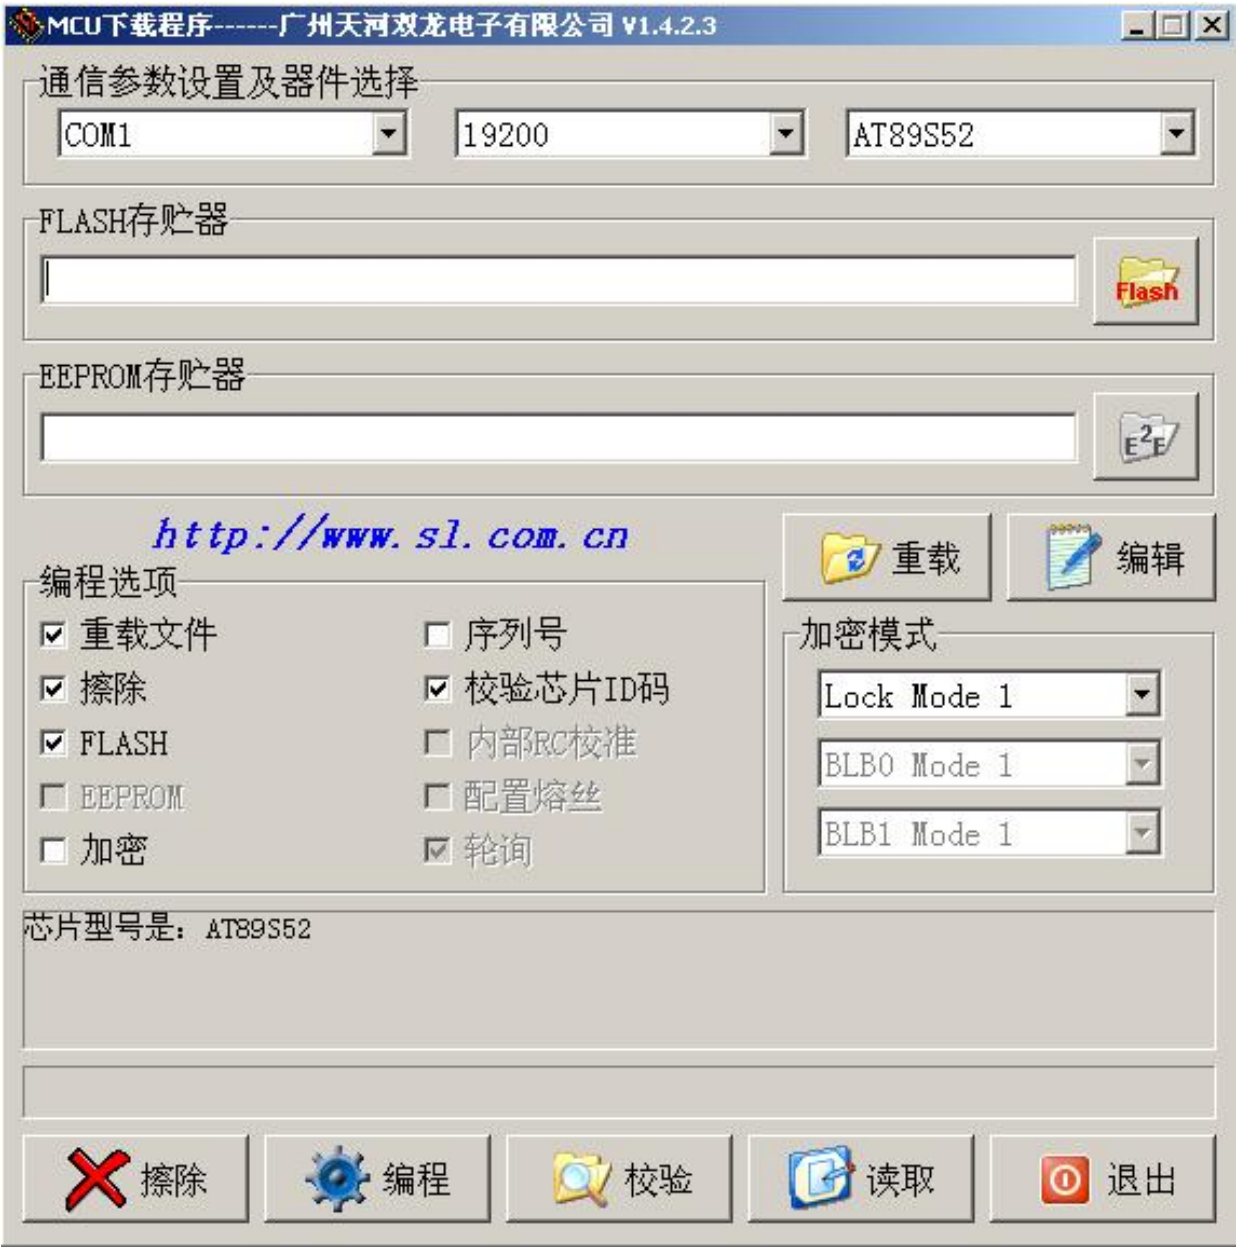 MCU下载程序------广州天河双龙电子有限公司 V1.4.2.3
通信参数设置及器件选择
COM1 19200 AT89S52
FLASH存贮器
Flash
EEPROM存贮器
E2E
http://www.sl.com.cn
重载 编辑
编程选项
加密模式
重载文件 序列号
擦除 校验芯片ID码
Lock Mode 1
FLASH 内部RC校准
BLB0 Mode 1
EEPROM 配置熔丝
BLB1 Mode 1
加密 轮询
芯片型号是：AT89S52
擦除 编程 校验 读取 退出